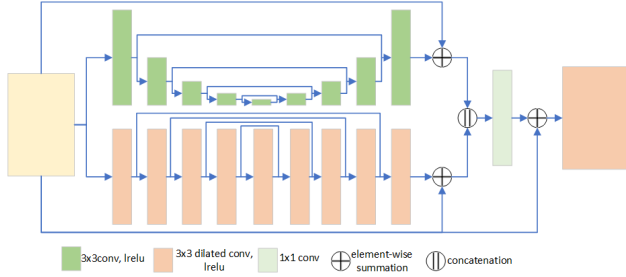 3x3conv, lrelu
3x3 dilated conv,
lrelu
1x1 conv
element-wise
summation
concatenation